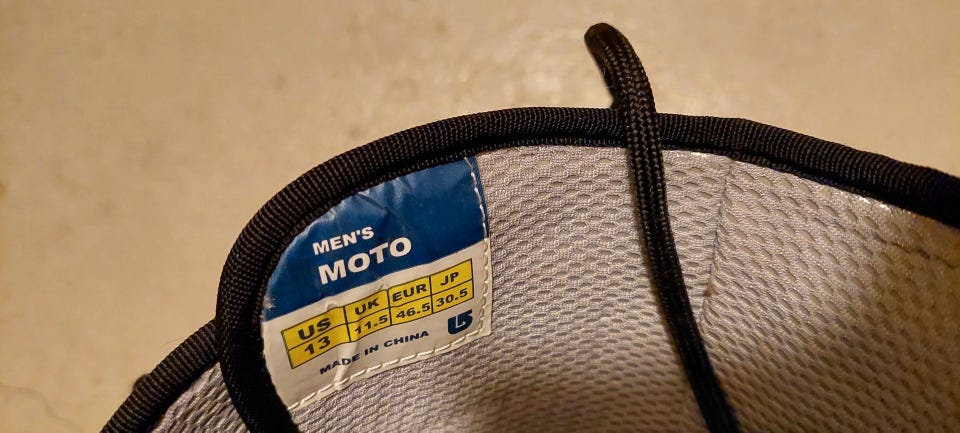 MEN'S
MOTO
US UK EUR JP
13 11.5 46.5 30.5
MADE IN CHINA